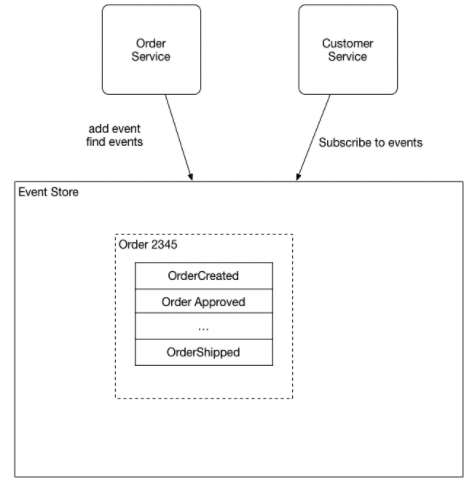 Order
Service
Customer
Service
add event
find events
Subscribe to events
Event Store
Order 2345
OrderCreated
Order Approved
...
OrderShipped